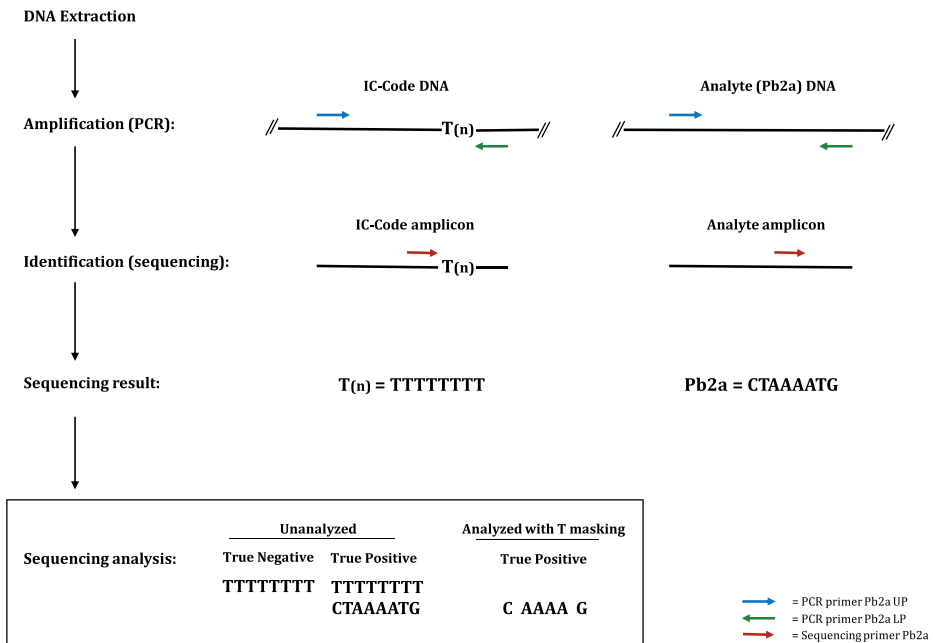 DNA Extraction
IC-Code DNA
Analyte (Pb2a) DNA
Amplification (PCR):
T(n)
IC-Code amplicon
Analyte amplicon
Identification (sequencing):
T(n)
Sequencing result:
T(n) = TTTTTTTT
Pb2a = CTAAAATG
Unanalyzed
Analyzed with T masking
Sequencing analysis:
True Negative
True Positive
True Positive
TTTTTTTT
TTTTTTTT
CTAAAATG
C AAAA G
= PCR primer Pb2a UP
= PCR primer Pb2a LP
= Sequencing primer Pb2a